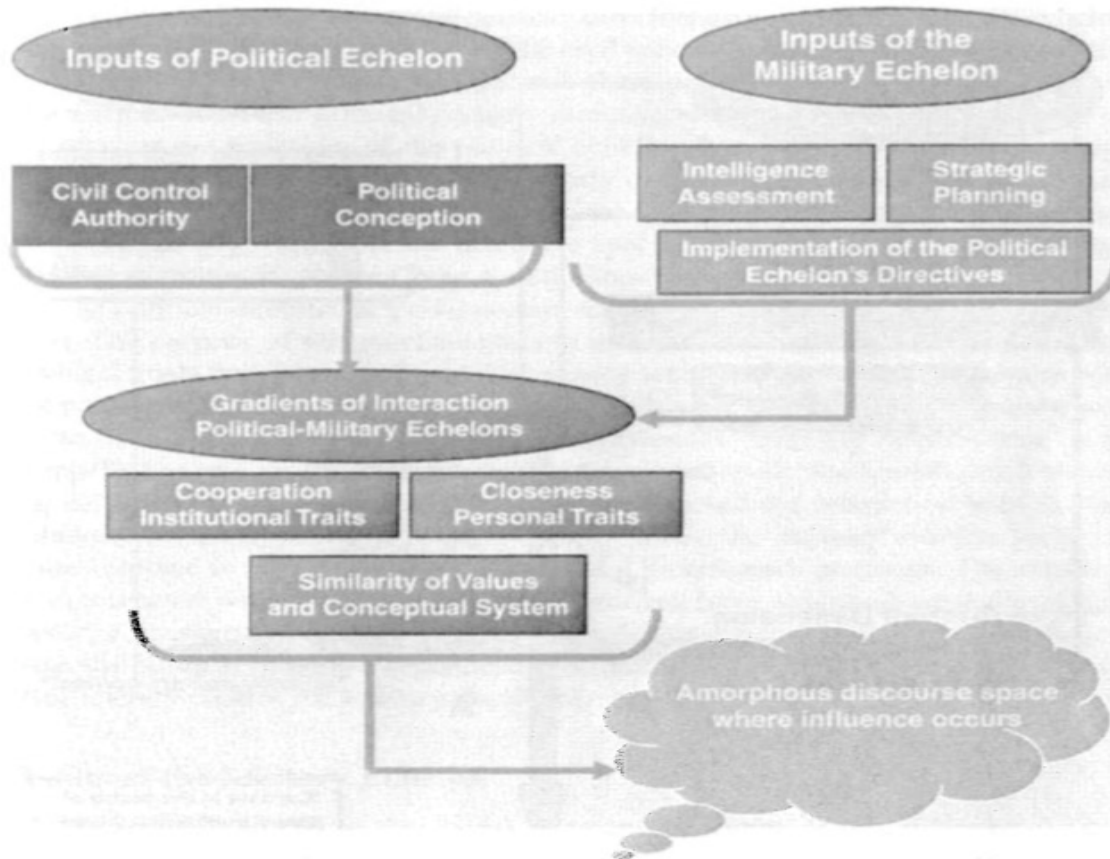 Inputs of Political Echelon
Inputs of the
Military Echelon
Civil Control
Authority
Political
Conception
Intelligence
Assessment
Strategic
Planning
Implementation of the Political
Echelon's Directives
Gradients of Interaction
Political-Military Echelons
Cooperation
Institutional Traits
Closeness
Personal Traits
Similarity of Values
and Conceptual System
Amorphous discourse space
where influence occurs